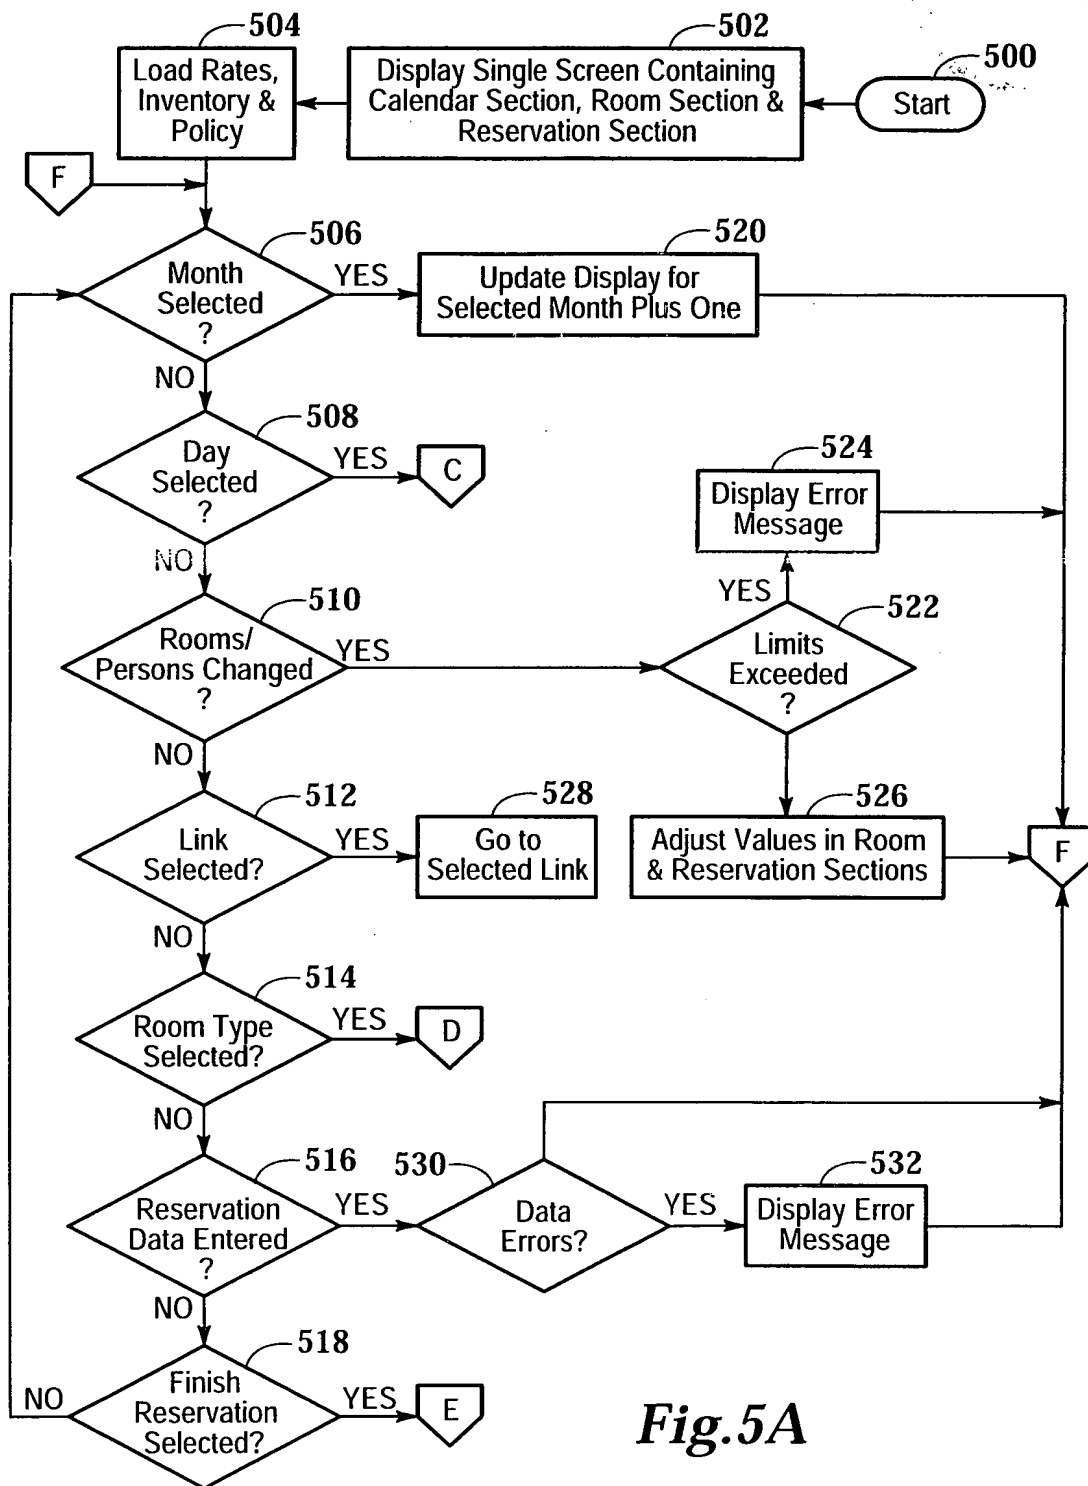 504
502
500
Load Rates,
Inventory &
Policy
Display Single Screen Containing
Calendar Section, Room Section &
Reservation Section
Start
F
506
Month
Selected
?
YES
520
Update Display for
Selected Month Plus One
NO
508
Day
Selected
?
YES
C
524
Display Error
Message
NO
YES
510
Rooms/
Persons Changed
?
YES
522
Limits
Exceeded
?
NO
512
Link
Selected?
YES
528
Go to
Selected Link
526
Adjust Values in Room
& Reservation Sections
F
NO
514
Room Type
Selected?
YES
D
NO
516
Reservation
Data Entered
?
YES
530
Data
Errors?
YES
532
Display Error
Message
NO
518
Finish
Reservation
Selected?
NO
YES
E
Fig.5A